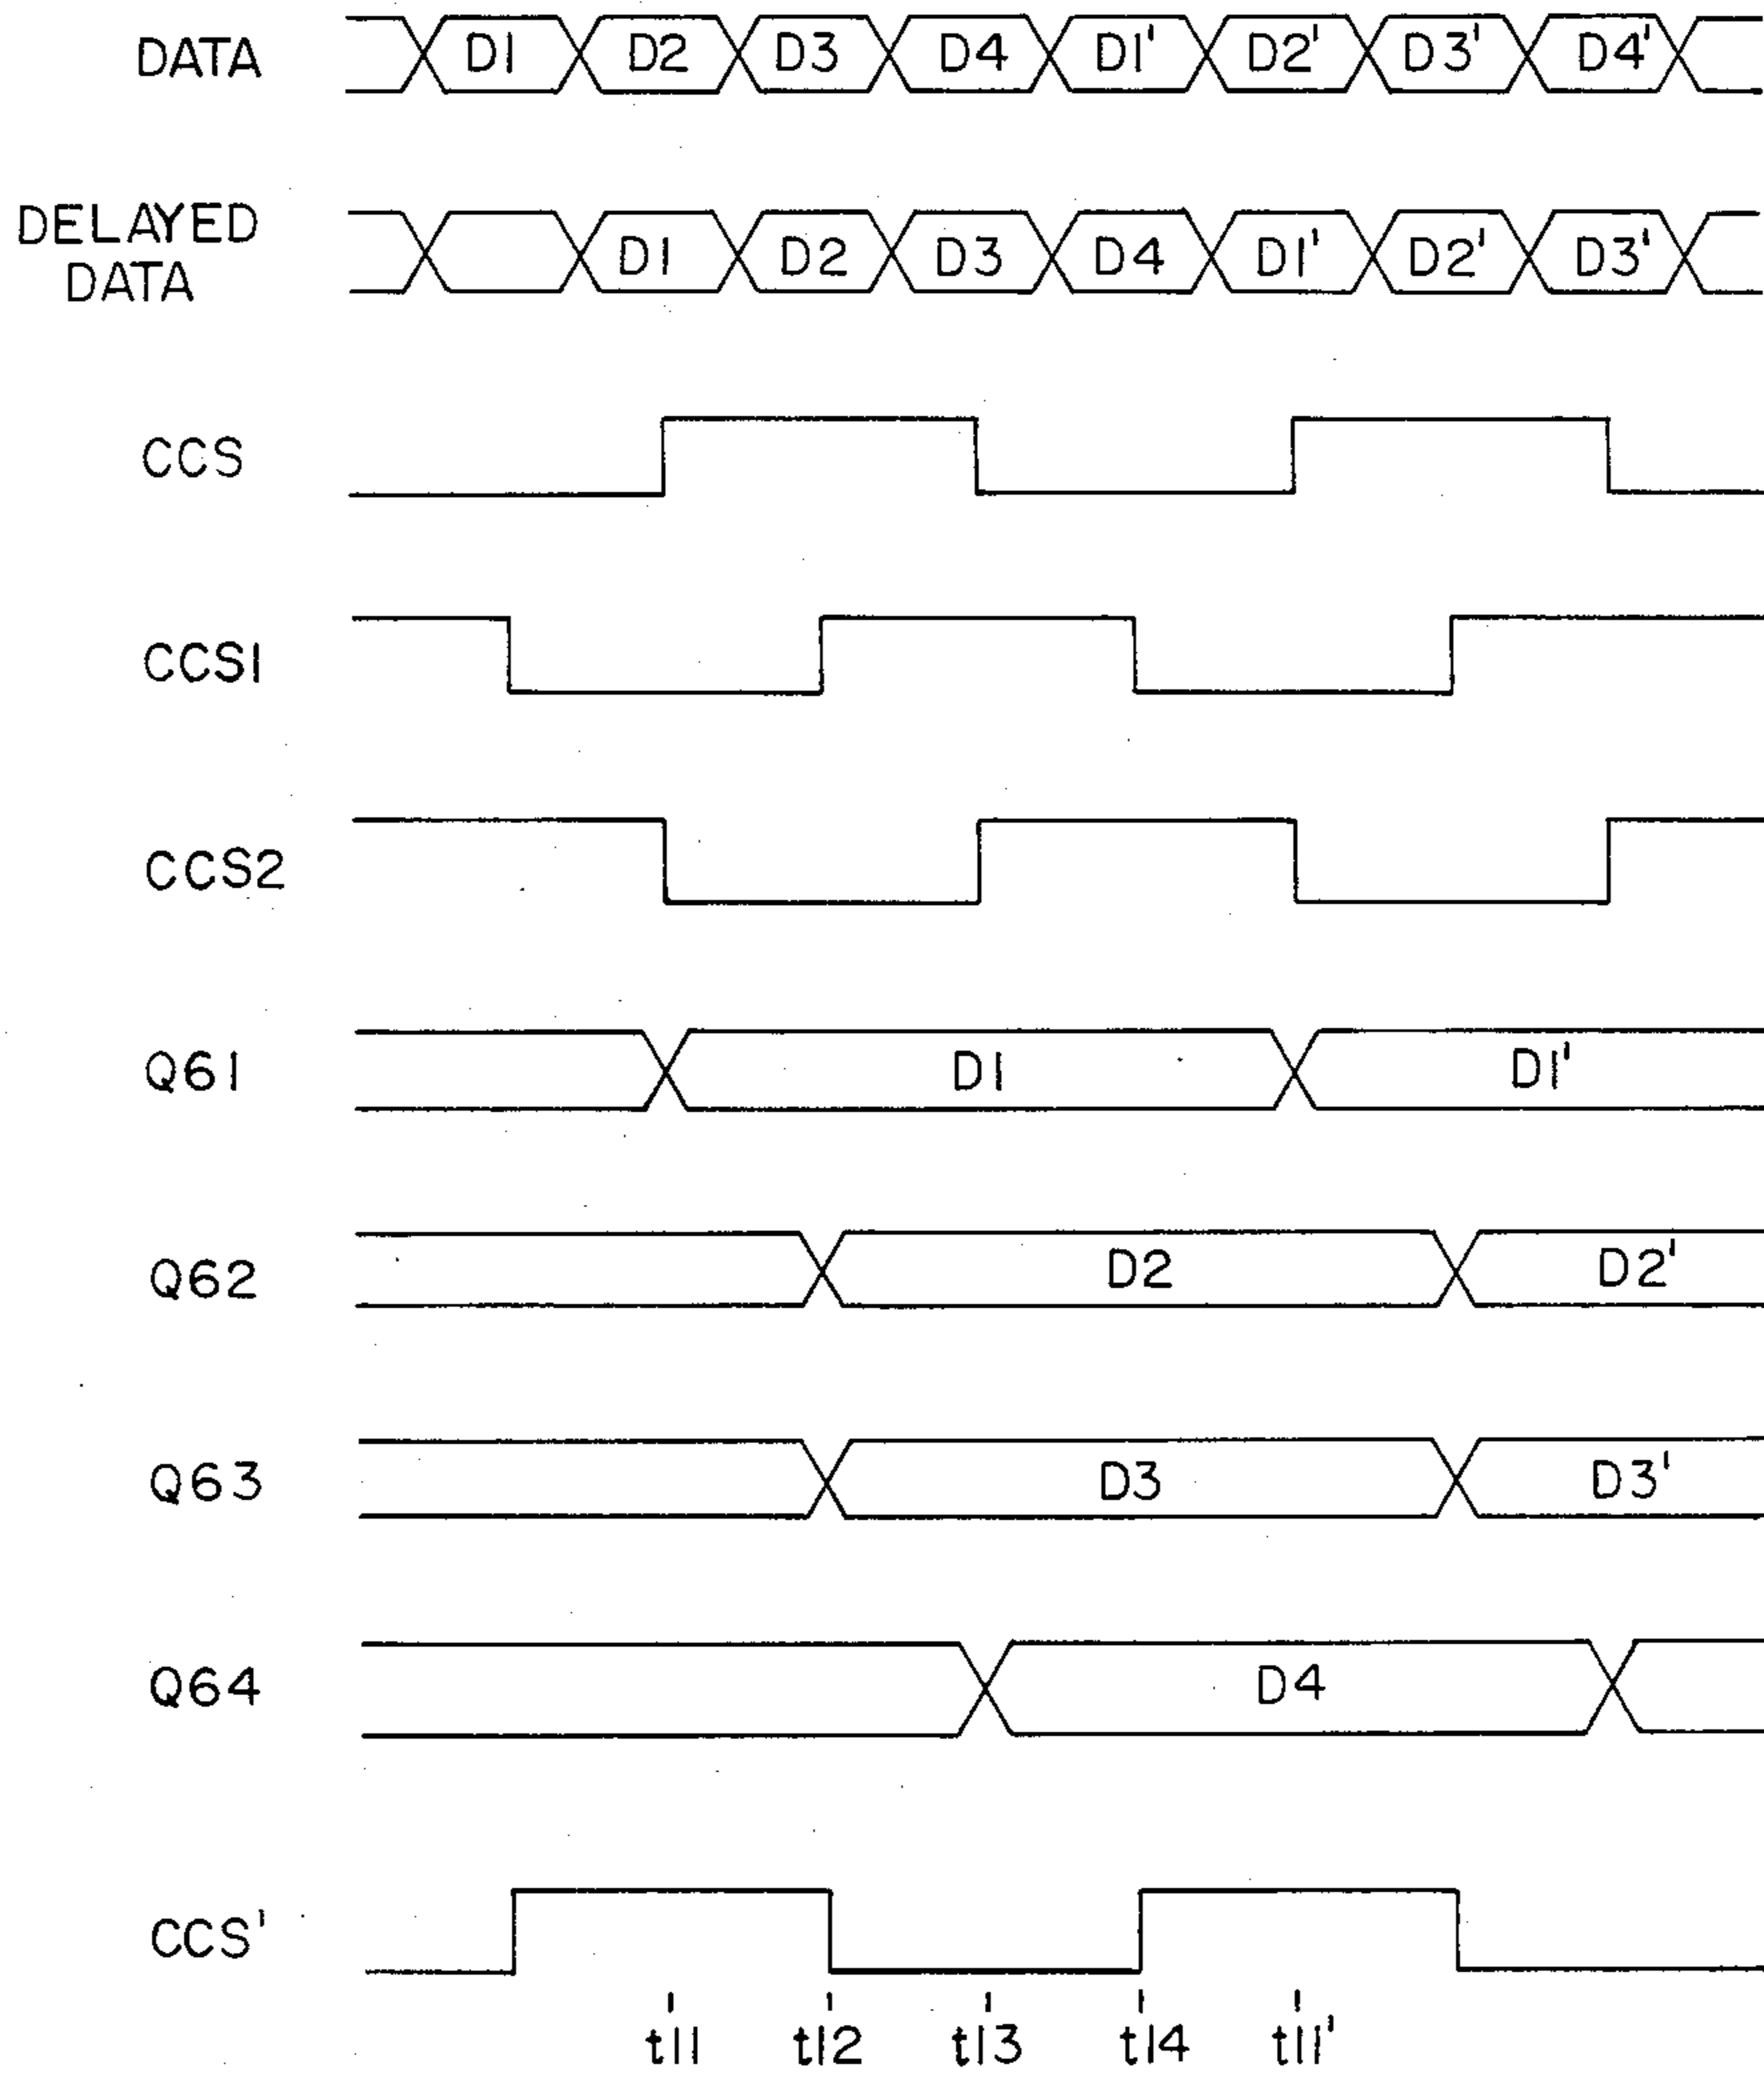 DATA D1 D2 D3 D4 D1' D2' D3' D4'
DELAYED
DATA
D1 D2 D3 D4 D1' D2' D3'
CCS
CCS1
CCS2
Q61 D1 D1'
Q62 D2 D2'
Q63 D3 D3'
Q64 D4
CCS'
t11 t12 t13 t14 t11'